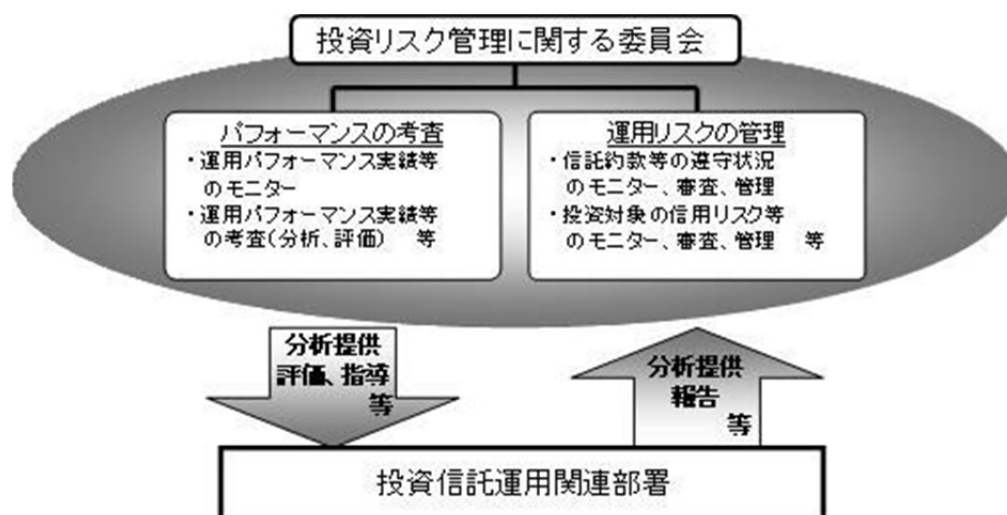 投資リスク管理に関する委員会
パフォーマンスの考査
・運用パフォーマンス実績等
のモニター
・運用パフォーマンス実績等
の考査(分析、評価) 等
運用リスクの管理
・信託約款等の遵守状況
のモニター、審査、管理
・投資対象の信用リスク等
のモニター、審査、管理 等
分析提供
評価、指導
等
分析提供
報告
等
投資信託運用関連部署